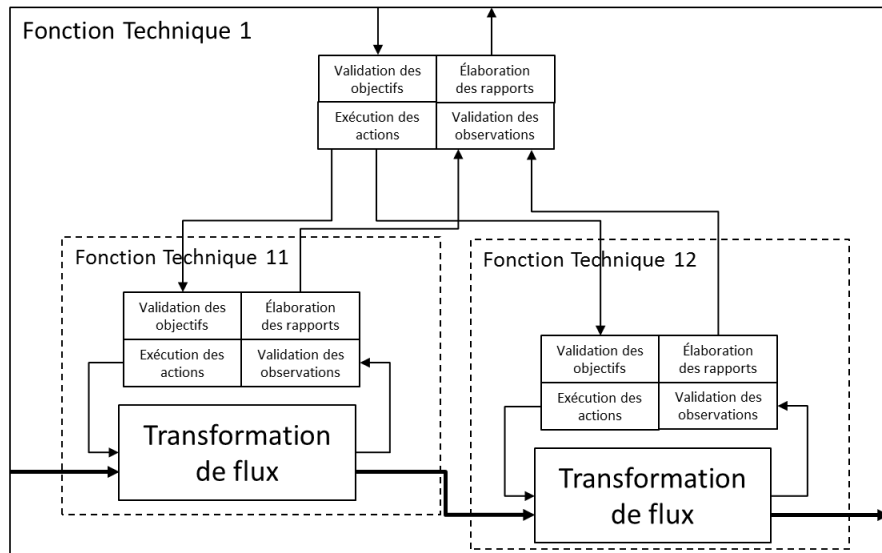 Fonction Technique 1
Validation des
objectifs
Élaboration
des rapports
Exécution des
actions
Validation des
observations
Fonction Technique 11
Validation des
objectifs
Élaboration
des rapports
Exécution des
actions
Validation des
observations
Transformation
de flux
Fonction Technique 12
Validation des
objectifs
Élaboration
des rapports
Exécution des
actions
Validation des
observations
Transformation
de flux